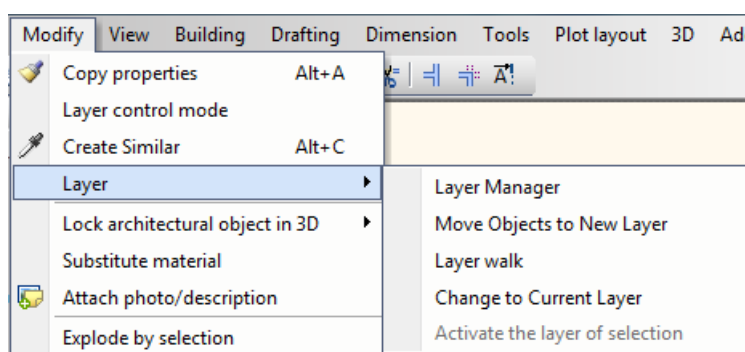 Modify View Building Drafting Dimension Tools Plot layout 3D
Copy properties Alt+A
Layer control mode
Create Similar Alt+C
Layer
Lock architectural object in 3D
Substitute material
Attach photo/description
Explode by selection
Layer Manager
Move Objects to New Layer
Layer walk
Change to Current Layer
Activate the layer of selection